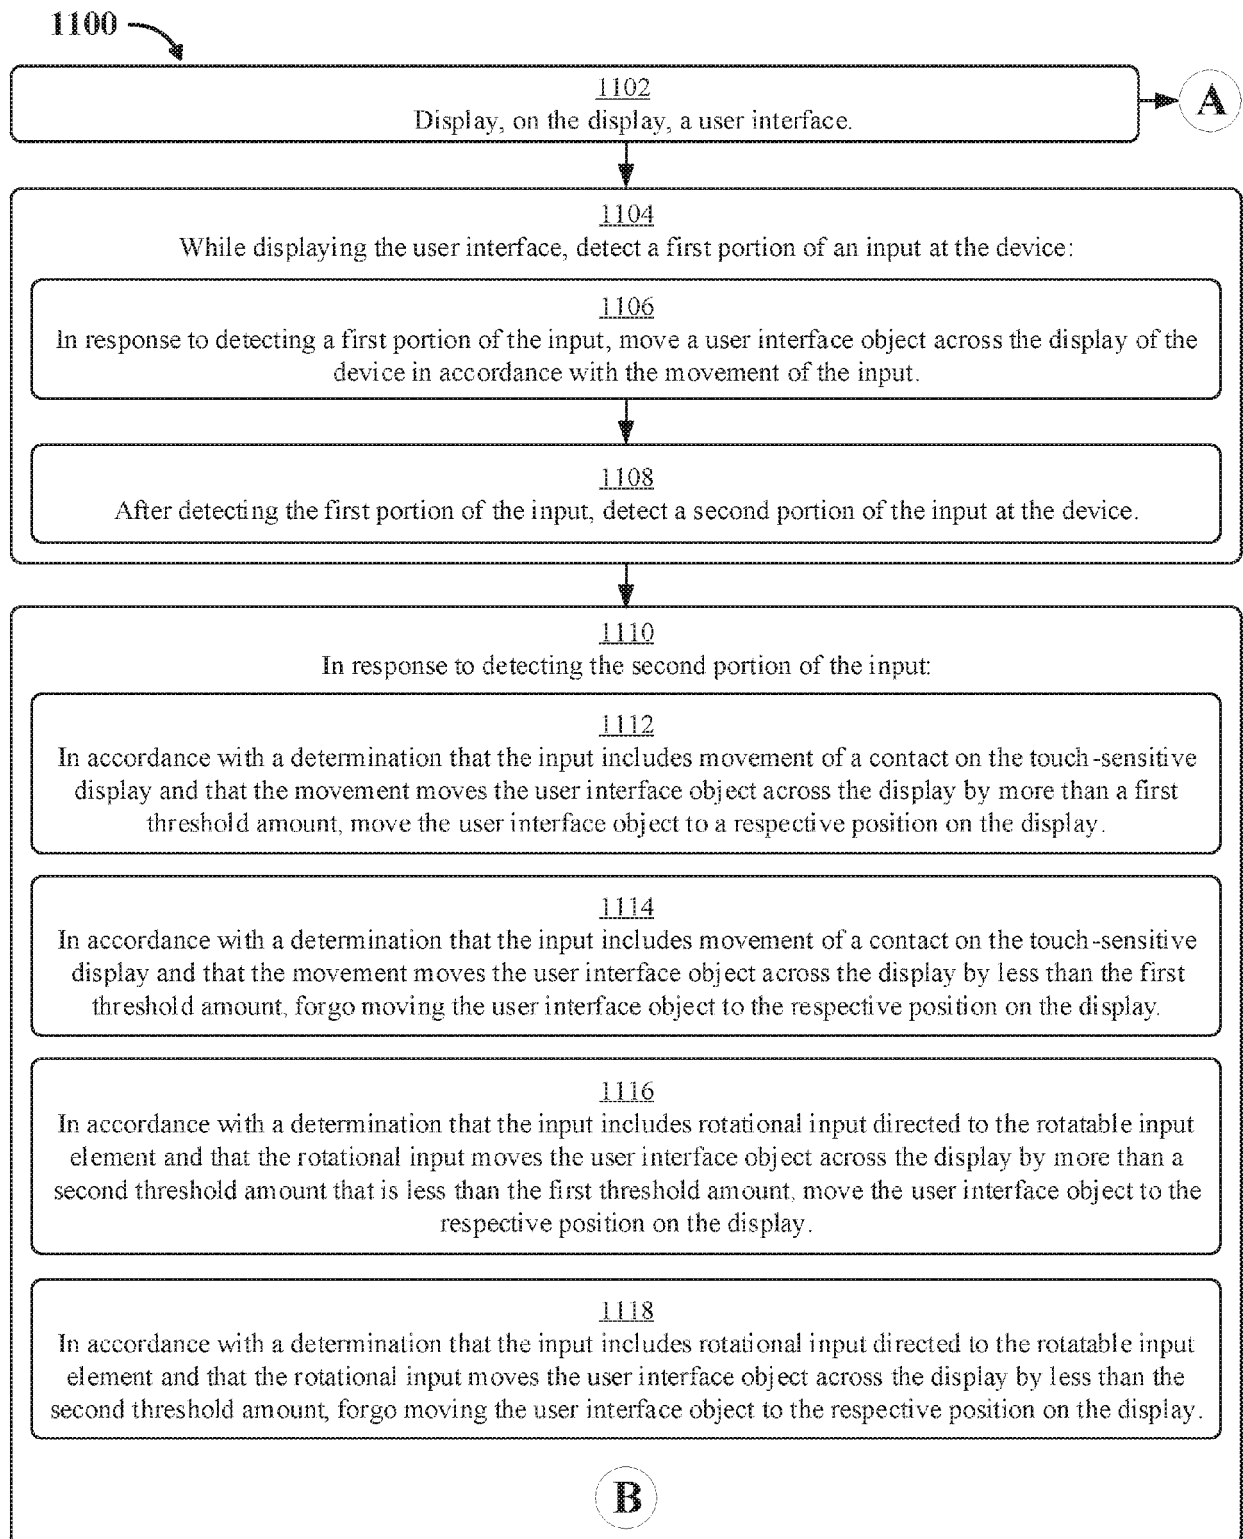 1100
1102
Display, on the display, a user interface.
A
1104
While displaying the user interface, detect a first portion of an input at the device:
1106
In response to detecting a first portion of the input, move a user interface object across the display of the
device in accordance with the movement of the input.
1108
After detecting the first portion of the input, detect a second portion of the input at the device.
1110
In response to detecting the second portion of the input:
1112
In accordance with a determination that the input includes movement of a contact on the touch-sensitive
display and that the movement moves the user interface object across the display by more than a first
threshold amount, move the user interface object to a respective position on the display.
1114
In accordance with a determination that the input includes movement of a contact on the touch-sensitive
display and that the movement moves the user interface object across the display by less than the first
threshold amount, forgo moving the user interface object to the respective position on the display.
1116
In accordance with a determination that the input includes rotational input directed to the rotatable input
element and that the rotational input moves the user interface object across the display by more than a
second threshold amount that is less than the first threshold amount, move the user interface object to the
respective position on the display.
1118
In accordance with a determination that the input includes rotational input directed to the rotatable input
element and that the rotational input moves the user interface object across the display by less than the
second threshold amount, forgo moving the user interface object to the respective position on the display.
B